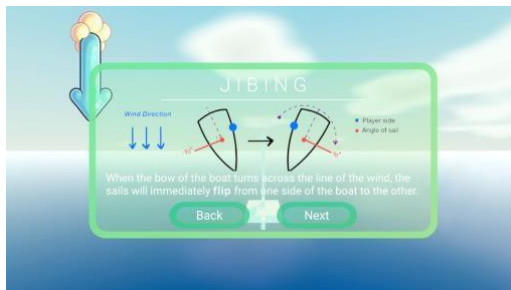 JIBING
Wind Direction
Player side
Angle of sail
When the bow of the boat turns across the line of the wind, the
sails will immediately flip from one side of the boat to the other.
Back
Next